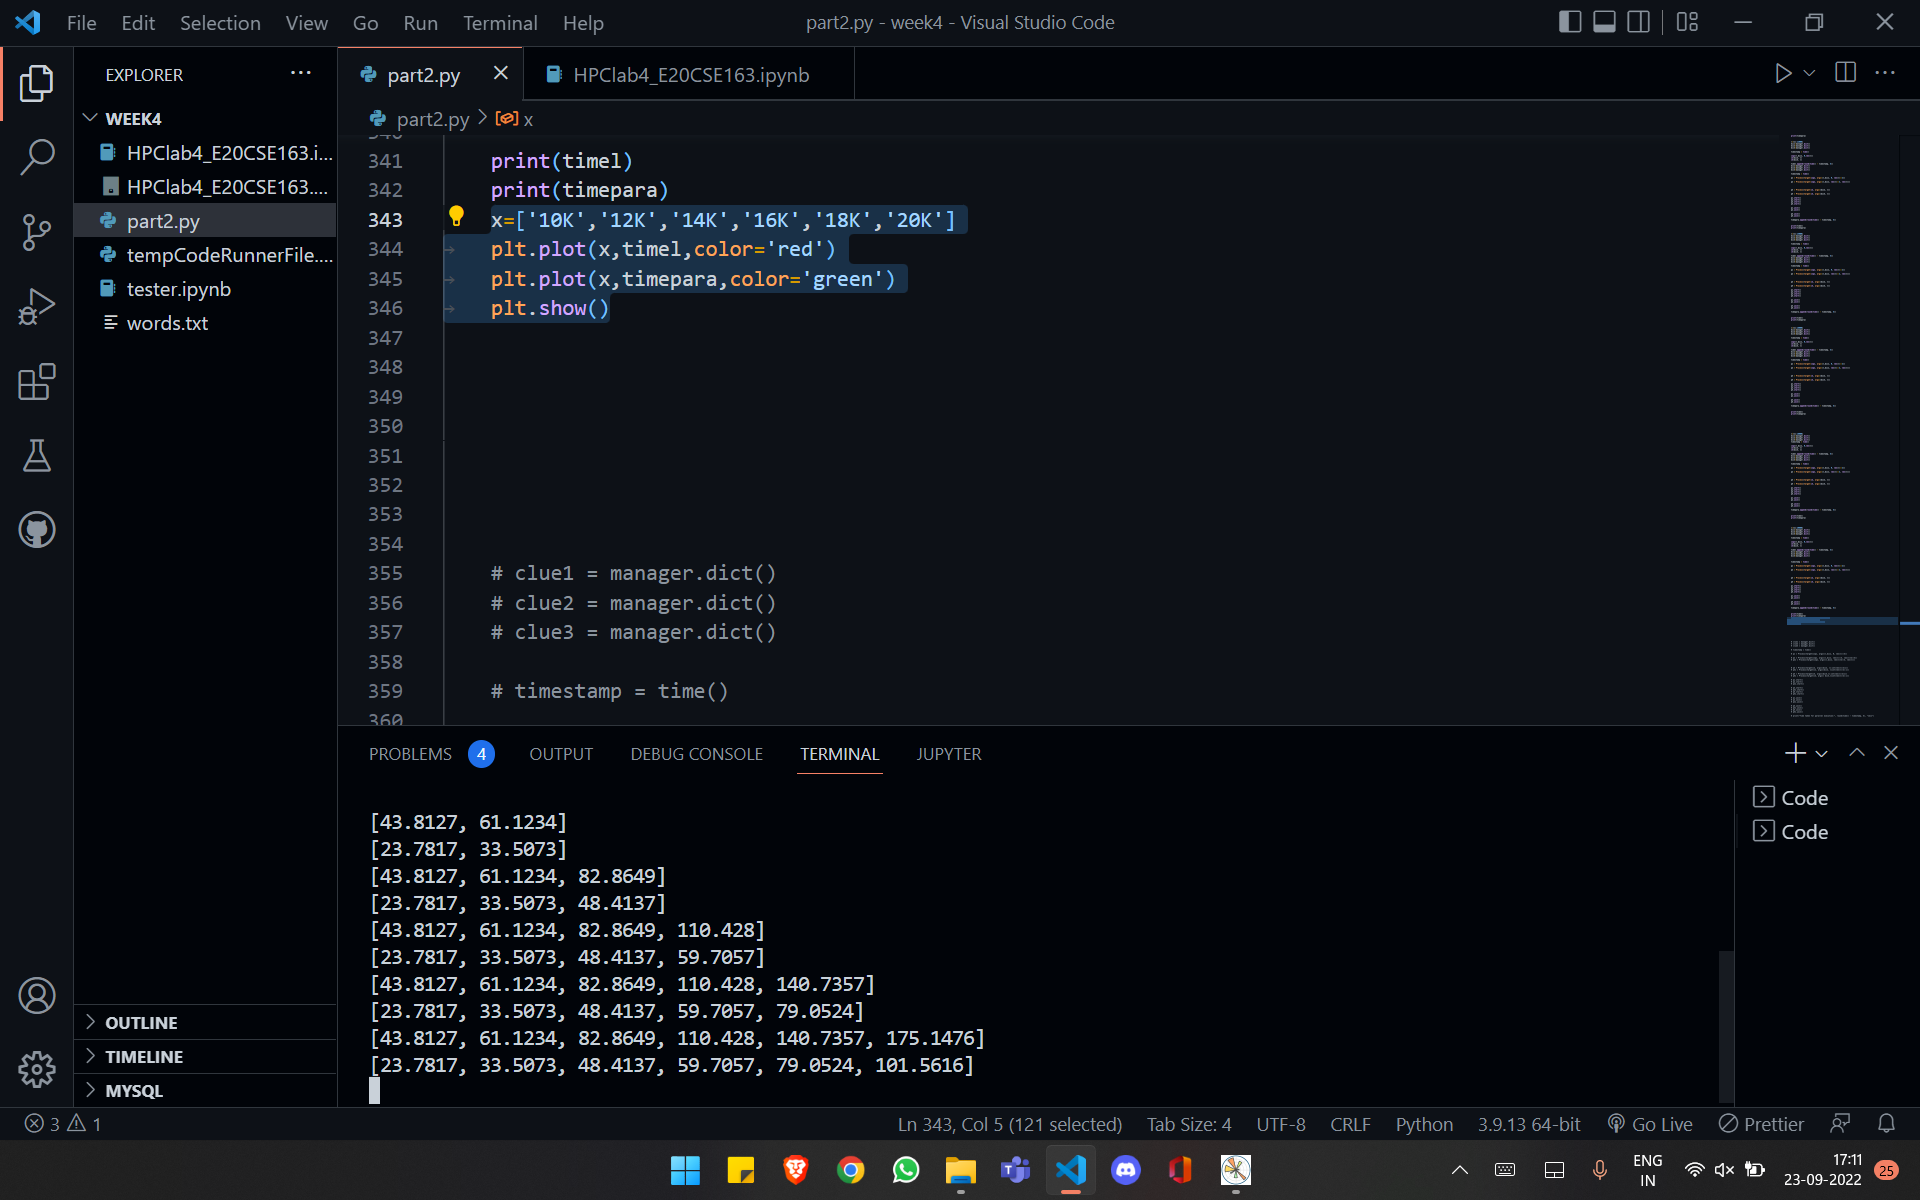 File Edit Selection View Go Run Terminal Help
part2.py - week4 - Visual Studio Code
EXPLORER
WEEK4
HPClab4_E20CSE163.i...
HPClab4_E20CSE163....
part2.py
tempCodeRunnerFile....
tester.ipynb
words.txt
OUTLINE
TIMELINE
MYSQL
part2.py
HPClab4_E20CSE163.ipynb
part2.py > x
341 print(timel)
342 print(timepara)
343 x=['10K','12K','14K','16K','18K','20K']
344 plt.plot(x,timel,color='red')
345 plt.plot(x,timepara,color='green')
346 plt.show()
347
348
349
350
351
352
353
354
355 # clue1 = manager.dict()
356 # clue2 = manager.dict()
357 # clue3 = manager.dict()
358
359 # timestamp = time()
360
PROBLEMS 4 OUTPUT DEBUG CONSOLE TERMINAL JUPYTER
[43.8127, 61.1234]
[23.7817, 33.5073]
[43.8127, 61.1234, 82.8649]
[23.7817, 33.5073, 48.4137]
[43.8127, 61.1234, 82.8649, 110.428]
[23.7817, 33.5073, 48.4137, 59.7057]
[43.8127, 61.1234, 82.8649, 110.428, 140.7357]
[23.7817, 33.5073, 48.4137, 59.7057, 79.0524]
[43.8127, 61.1234, 82.8649, 110.428, 140.7357, 175.1476]
[23.7817, 33.5073, 48.4137, 59.7057, 79.0524, 101.5616]
Code
Code
3 1
Ln 343, Col 5 (121 selected) Tab Size: 4 UTF-8 CRLF Python 3.9.13 64-bit Go Live Prettier
ENG
IN
17:11
23-09-2022
25